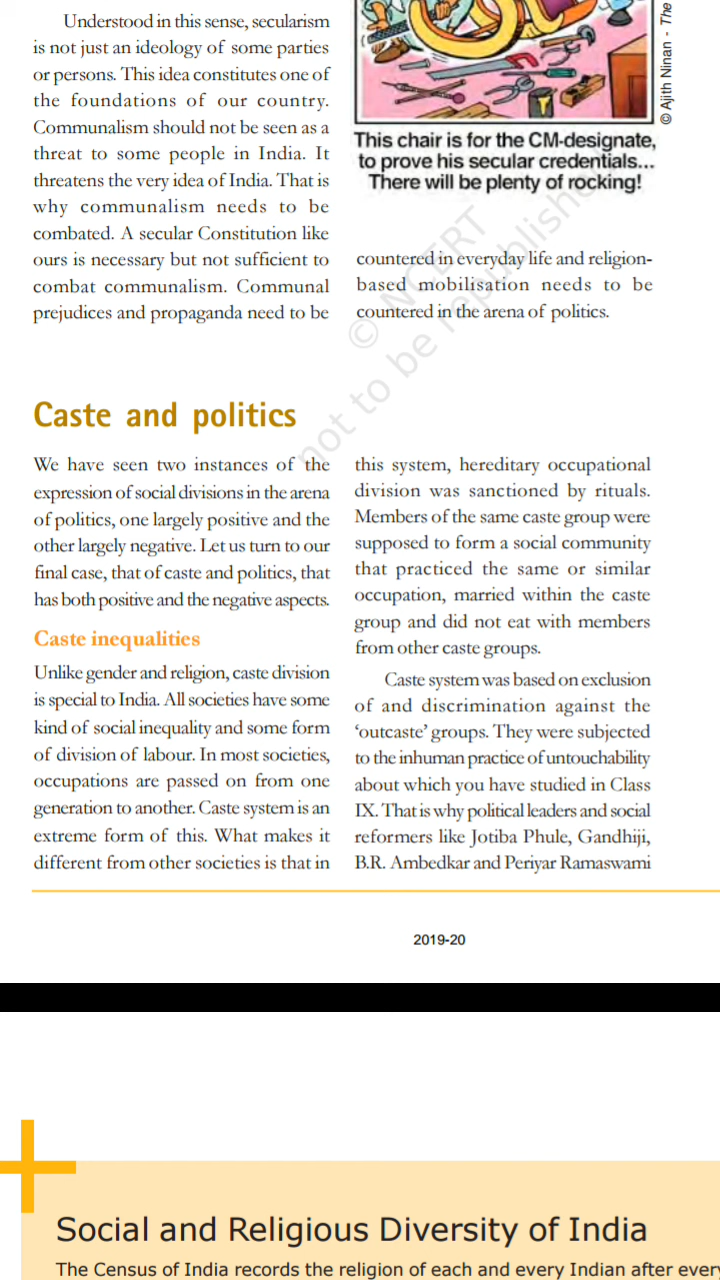 Understood in this sense, secularism
is not just an ideology of some parties
or persons. This idea constitutes one of
the foundations of our country.
Communalism should not be seen as a
threat to some people in India. It
threatens the very idea of India. That is
why communalism needs to be
combated. A secular Constitution like
ours is necessary but not sufficient to
combat communalism. Communal
prejudices and propaganda need to be
© Ajith Ninan - The
This chair is for the CM-designate,
to prove his secular credentials...
There will be plenty of rocking!
countered in everyday life and religion-
based mobilisation needs to be
countered in the arena of politics.
© NCERT
not to be republished
Caste and politics
We have seen two instances of the
expression of social divisions in the arena
of politics, one largely positive and the
other largely negative. Let us turn to our
final case, that of caste and politics, that
has both positive and the negative aspects.
Caste inequalities
Unlike gender and religion, caste division
is special to India. All societies have some
kind of social inequality and some form
of division of labour. In most societies,
occupations are passed on from one
generation to another. Caste system is an
extreme form of this. What makes it
different from other societies is that in
this system, hereditary occupational
division was sanctioned by rituals.
Members of the same caste group were
supposed to form a social community
that practiced the same or similar
occupation, married within the caste
group and did not eat with members
from other caste groups.
Caste system was based on exclusion
of and discrimination against the
‘outcaste’ groups. They were subjected
to the inhuman practice of untouchability
about which you have studied in Class
IX. That is why political leaders and social
reformers like Jotiba Phule, Gandhiji,
B.R. Ambedkar and Periyar Ramaswami
2019-20
Social and Religious Diversity of India
The Census of India records the religion of each and every Indian after every